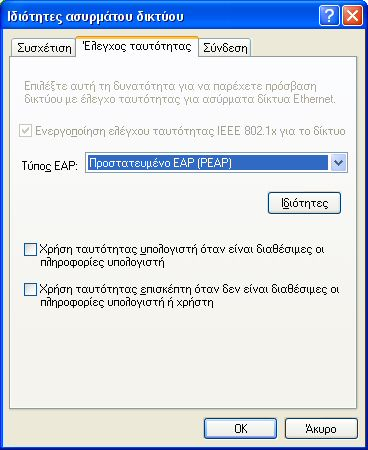 Ιδιότητες ασυρμάτου δικτύου
Συσχέτιση Έλεγχος ταυτότητας Σύνδεση
Επιλέξτε αυτή τη δυνατότητα για να παρέχετε πρόσβαση
δικτύου με έλεγχο ταυτότητας για ασύρματα δίκτυα Ethernet.
Ενεργοποίηση ελέγχου ταυτότητας IEEE 802.1x για το δίκτυο
Τύπος EAP: Προστατευμένο EAP (PEAP)
Ιδιότητες
Χρήση ταυτότητας υπολογιστή όταν είναι διαθέσιμες οι
πληροφορίες υπολογιστή
Χρήση ταυτότητας επισκέπτη όταν δεν είναι διαθέσιμες οι
πληροφορίες υπολογιστή ή χρήστη
OK Άκυρο